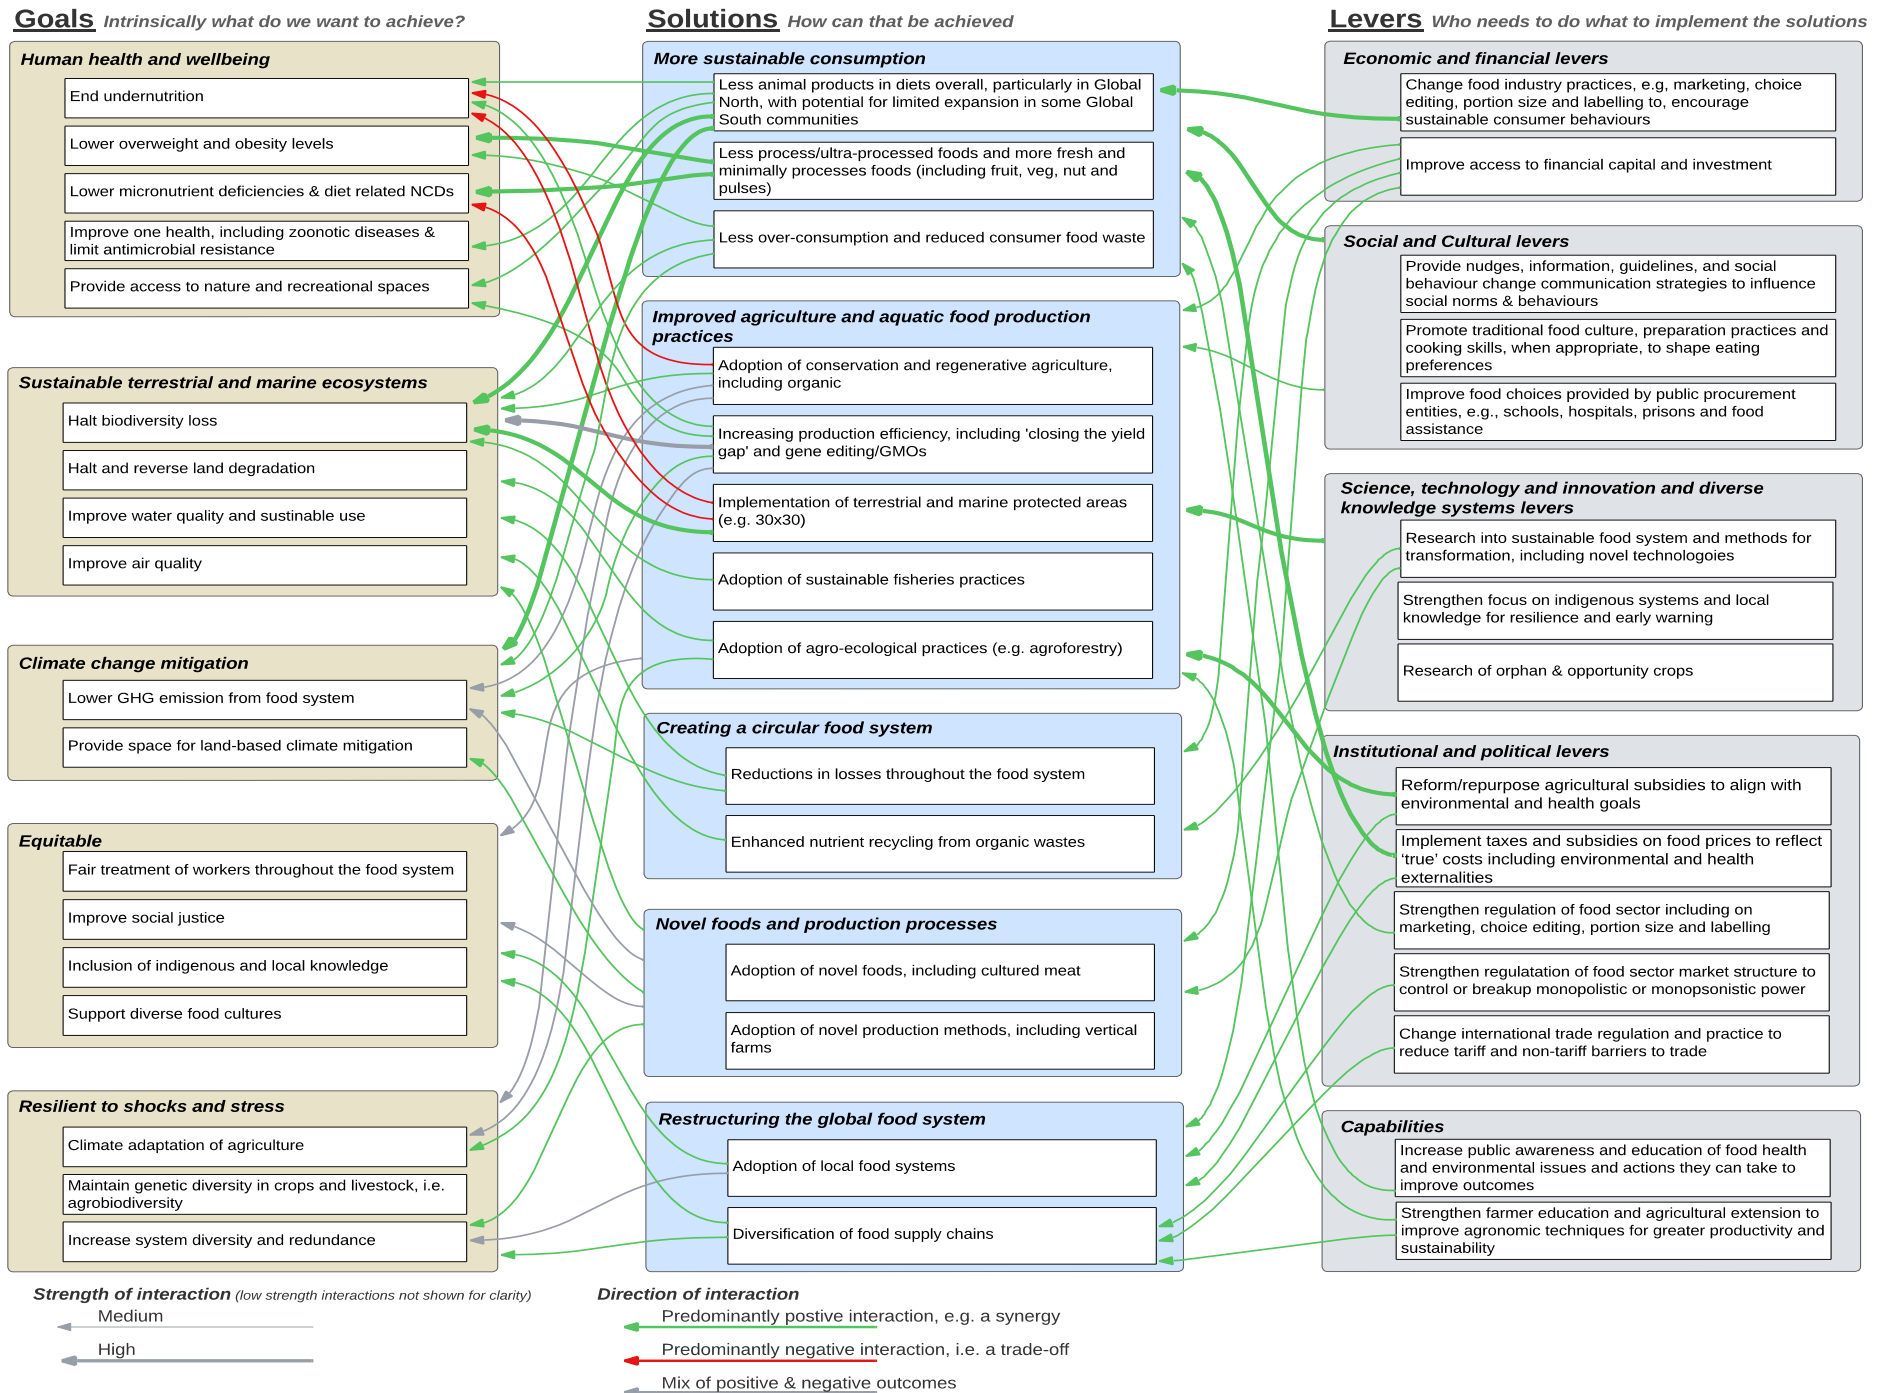 Goals Intrinsically what do we want to achieve?
Human health and wellbeing
End undernutrition
Lower overweight and obesity levels
Lower micronutrient deficiencies & diet related NCDs
Improve one health, including zoonotic diseases &
limit antimicrobial resistance
Provide access to nature and recreational spaces
Sustainable terrestrial and marine ecosystems
Halt biodiversity loss
Halt and reverse land degradation
Improve water quality and sustinable use
Improve air quality
Climate change mitigation
Lower GHG emission from food system
Provide space for land-based climate mitigation
Equitable
Fair treatment of workers throughout the food system
Improve social justice
Inclusion of indigenous and local knowledge
Support diverse food cultures
Resilient to shocks and stress
Climate adaptation of agriculture
Maintain genetic diversity in crops and livestock, i.e.
agrobiodiversity
Increase system diversity and redundance
Solutions How can that be achieved
More sustainable consumption
Less animal products in diets overall, particularly in Global
North, with potential for limited expansion in some Global
South communities
Less process/ultra-processed foods and more fresh and
minimally processes foods (including fruit, veg, nut and
pulses)
Less over-consumption and reduced consumer food waste
Improved agriculture and aquatic food production
practices
Adoption of conservation and regenerative agriculture,
including organic
Increasing production efficiency, including 'closing the yield
gap' and gene editing/GMOs
Implementation of terrestrial and marine protected areas
(e.g. 30x30)
Adoption of sustainable fisheries practices
Adoption of agro-ecological practices (e.g. agroforestry)
Creating a circular food system
Reductions in losses throughout the food system
Enhanced nutrient recycling from organic wastes
Novel foods and production processes
Adoption of novel foods, including cultured meat
Adoption of novel production methods, including vertical
farms
Restructuring the global food system
Adoption of local food systems
Diversification of food supply chains
Levers Who needs to do what to implement the solutions
Economic and financial levers
Change food industry practices, e.g, marketing, choice
editing, portion size and labelling to, encourage
sustainable consumer behaviours
Improve access to financial capital and investment
Social and Cultural levers
Provide nudges, information, guidelines, and social
behaviour change communication strategies to influence
social norms & behaviours
Promote traditional food culture, preparation practices and
cooking skills, when appropriate, to shape eating
preferences
Improve food choices provided by public procurement
entities, e.g., schools, hospitals, prisons and food
assistance
Science, technology and innovation and diverse
knowledge systems levers
Research into sustainable food system and methods for
transformation, including novel technologoies
Strengthen focus on indigenous systems and local
knowledge for resilience and early warning
Research of orphan & opportunity crops
Institutional and political levers
Reform/repurpose agricultural subsidies to align with
environmental and health goals
Implement taxes and subsidies on food prices to reflect
‘true’ costs including environmental and health
externalities
Strengthen regulation of food sector including on
marketing, choice editing, portion size and labelling
Strengthen regulatation of food sector market structure to
control or breakup monopolistic or monopsonistic power
Change international trade regulation and practice to
reduce tariff and non-tariff barriers to trade
Capabilities
Increase public awareness and education of food health
and environmental issues and actions they can take to
improve outcomes
Strengthen farmer education and agricultural extension to
improve agronomic techniques for greater productivity and
sustainability
Strength of interaction (low strength interactions not shown for clarity)
Medium
High
Direction of interaction
Predominantly postive interaction, e.g. a synergy
Predominantly negative interaction, i.e. a trade-off
Mix of positive & negative outcomes